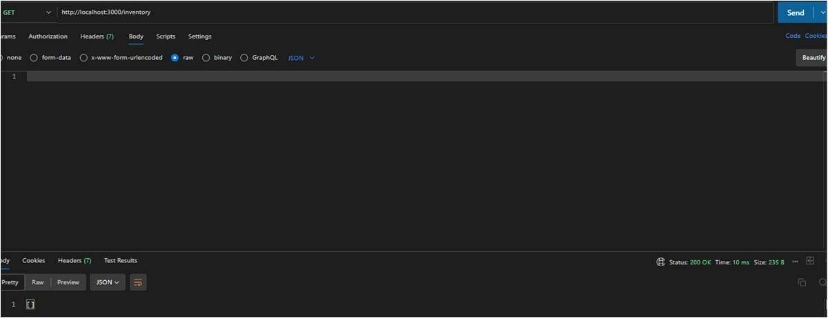 GET http://localhost:3000/inventory Send
rams Authorization Headers (7) Body Scripts Settings Code Cookies
none form-data x-www-form-urlencoded raw binary GraphQL JSON Beautify
1
ody Cookies Headers (7) Test Results Status: 200 OK Time: 10 ms Size: 235 B
Pretty Raw Preview JSON
1 []